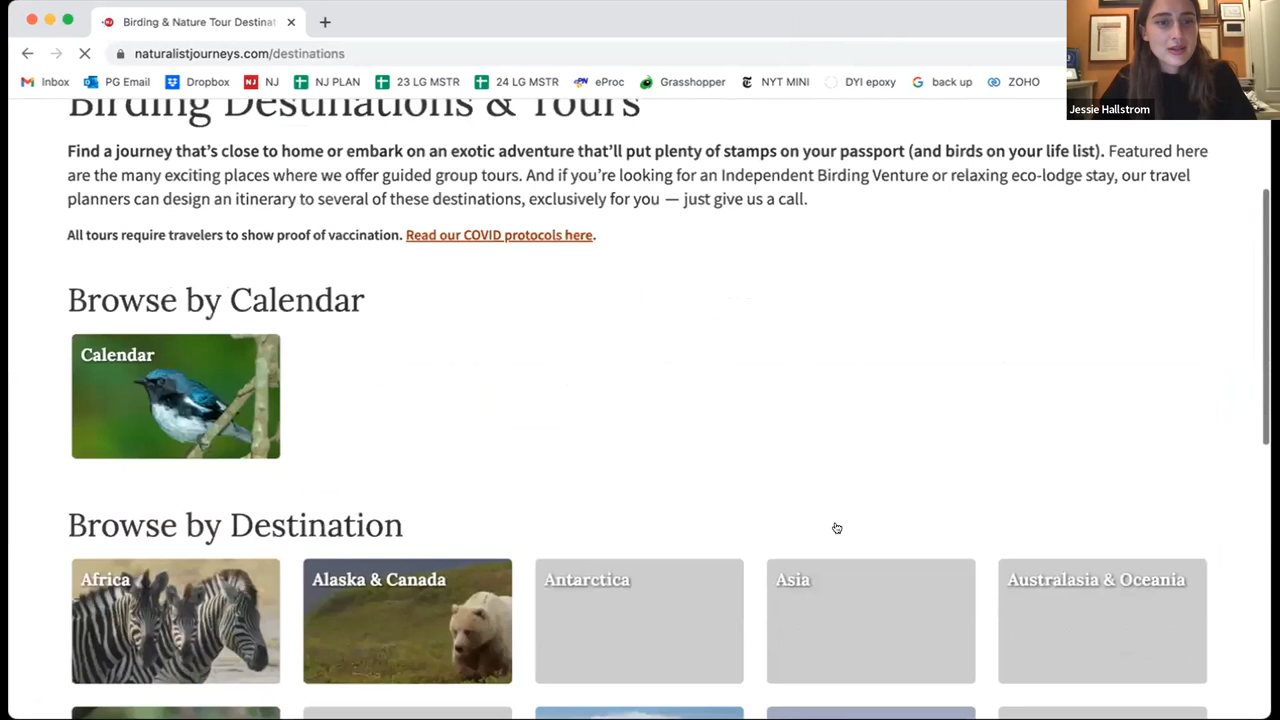 Birding & Nature Tour Destinat
naturalistjourneys.com/destinations
Inbox PG Email Dropbox NJ NJ PLAN 23 LG MSTR 24 LG MSTR eProc Grasshopper NYT MINI DYI epoxy back up ZOHO
Jessie Hallstrom
Birding Destinations & Tours
Find a journey that's close to home or embark on an exotic adventure that'll put plenty of stamps on your passport (and birds on your life list). Featured here
are the many exciting places where we offer guided group tours. And if you're looking for an Independent Birding Venture or relaxing eco-lodge stay, our travel
planners can design an itinerary to several of these destinations, exclusively for you — just give us a call.
All tours require travelers to show proof of vaccination. Read our COVID protocols here.
Browse by Calendar
Calendar
Browse by Destination
Africa Alaska & Canada Antarctica Asia Australasia & Oceania